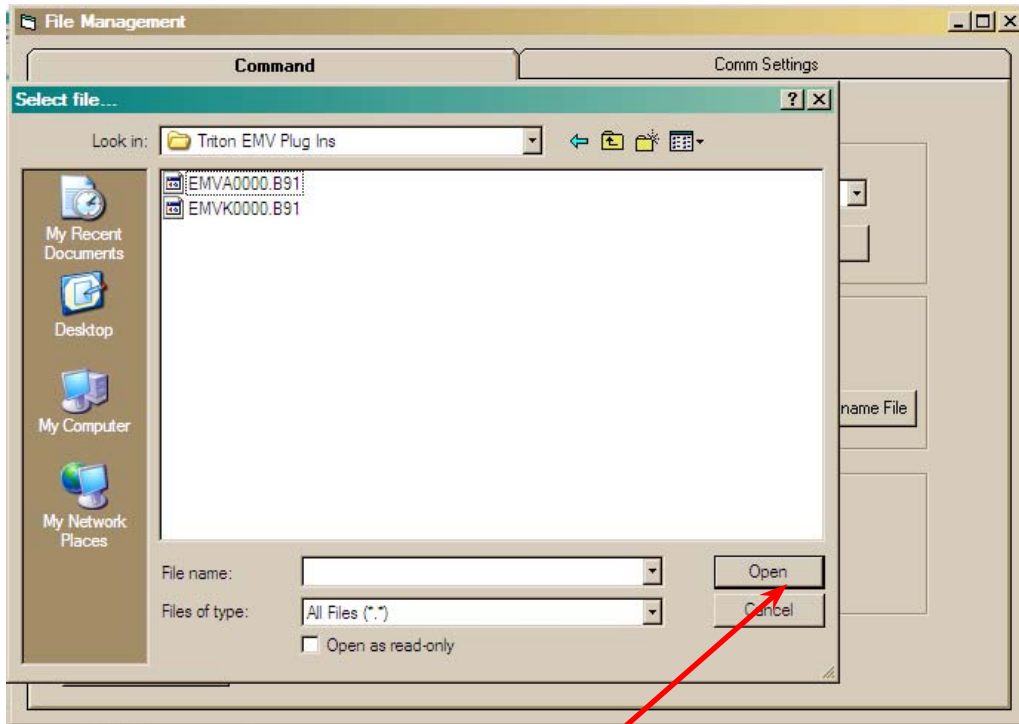 File Management
Command
Comm Settings
Select file...
Look in:
Triton EMV Plug Ins
EMVA0000.B91
EMVK0000.B91
My Recent
Documents
Desktop
My Computer
My Network
Places
name File
File name:
Open
Files of type:
All Files (*.*)
Cancel
Open as read-only